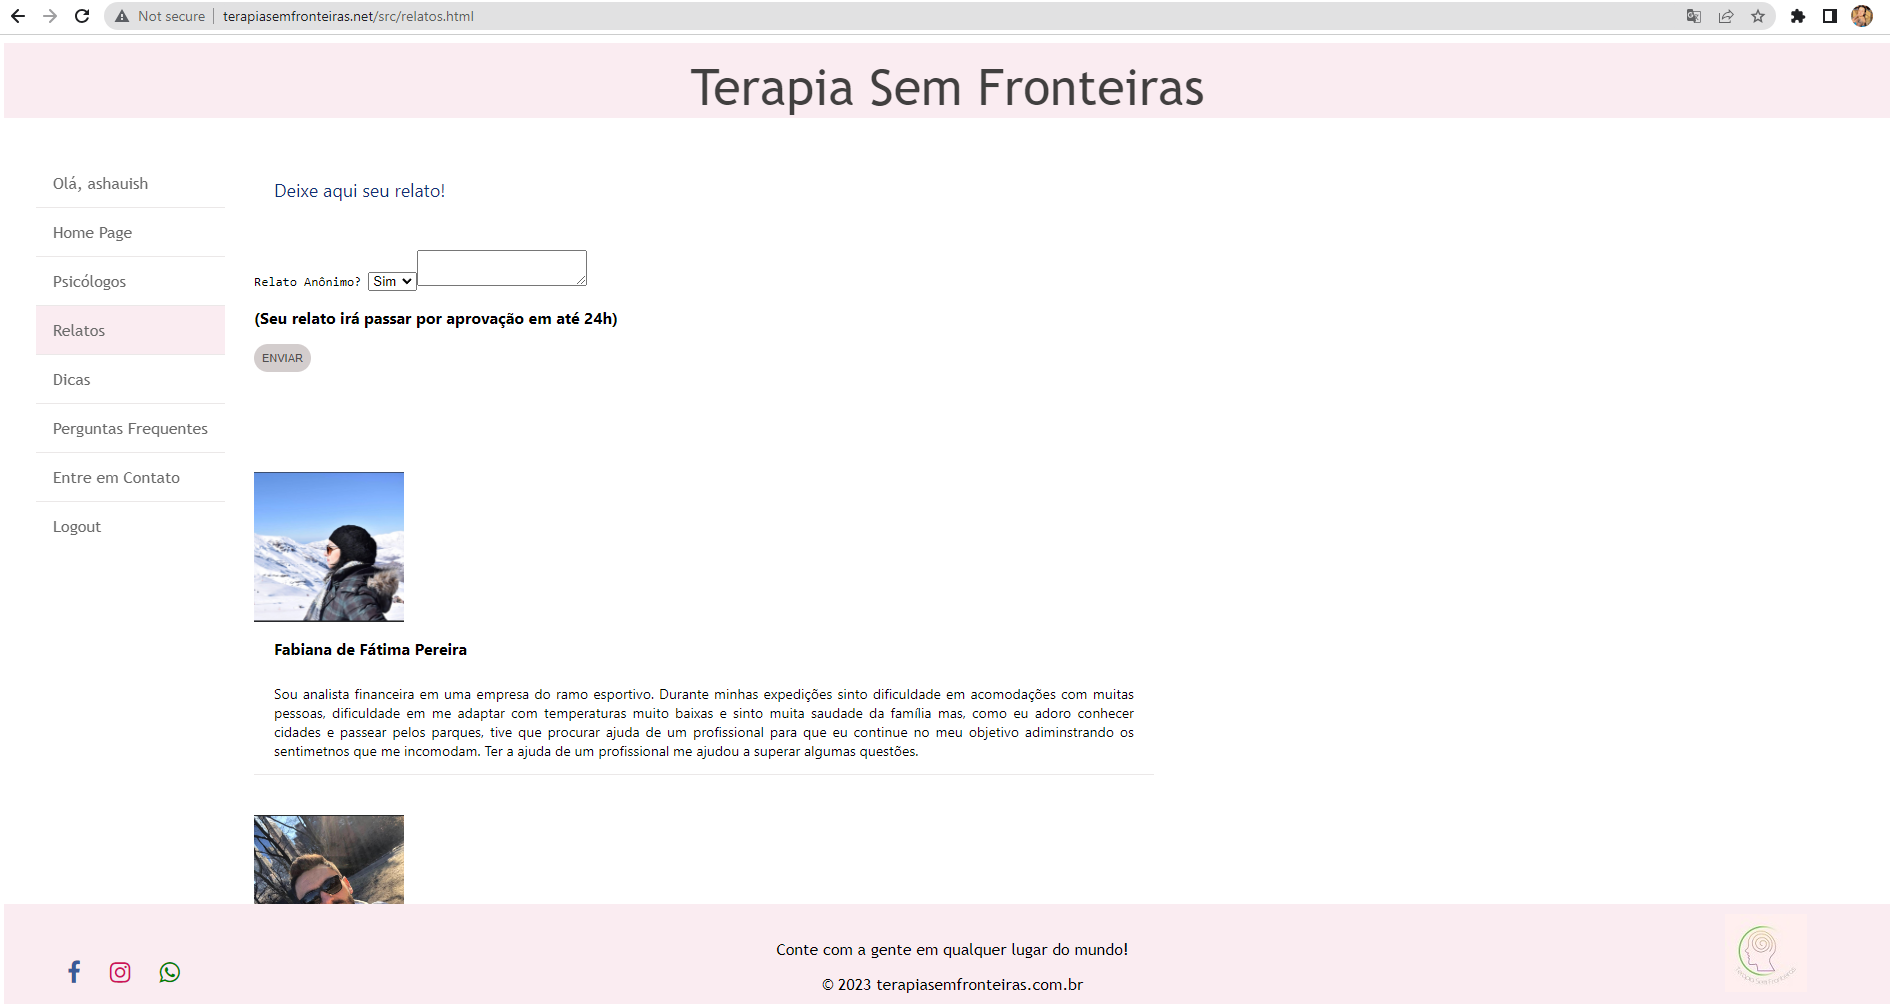 Not secure | terapiasemfronteiras.net/src/relatos.html
Terapia Sem Fronteiras
Olá, ashauish
Home Page
Psicólogos
Relatos
Dicas
Perguntas Frequentes
Entre em Contato
Logout
Deixe aqui seu relato!
Relato Anônimo? Sim
(Seu relato irá passar por aprovação em até 24h)
ENVIAR
Fabiana de Fátima Pereira
Sou analista financeira em uma empresa do ramo esportivo. Durante minhas expedições sinto dificuldade em acomodações com muitas
pessoas, dificuldade em me adaptar com temperaturas muito baixas e sinto muita saudade da família mas, como eu adoro conhecer
cidades e passear pelos parques, tive que procurar ajuda de um profissional para que eu continue no meu objetivo adiminstrando os
sentimetnos que me incomodam. Ter a ajuda de um profissional me ajudou a superar algumas questões.
Conte com a gente em qualquer lugar do mundo!
© 2023 terapiasemfronteiras.com.br
Terapia Sem Fronteiras